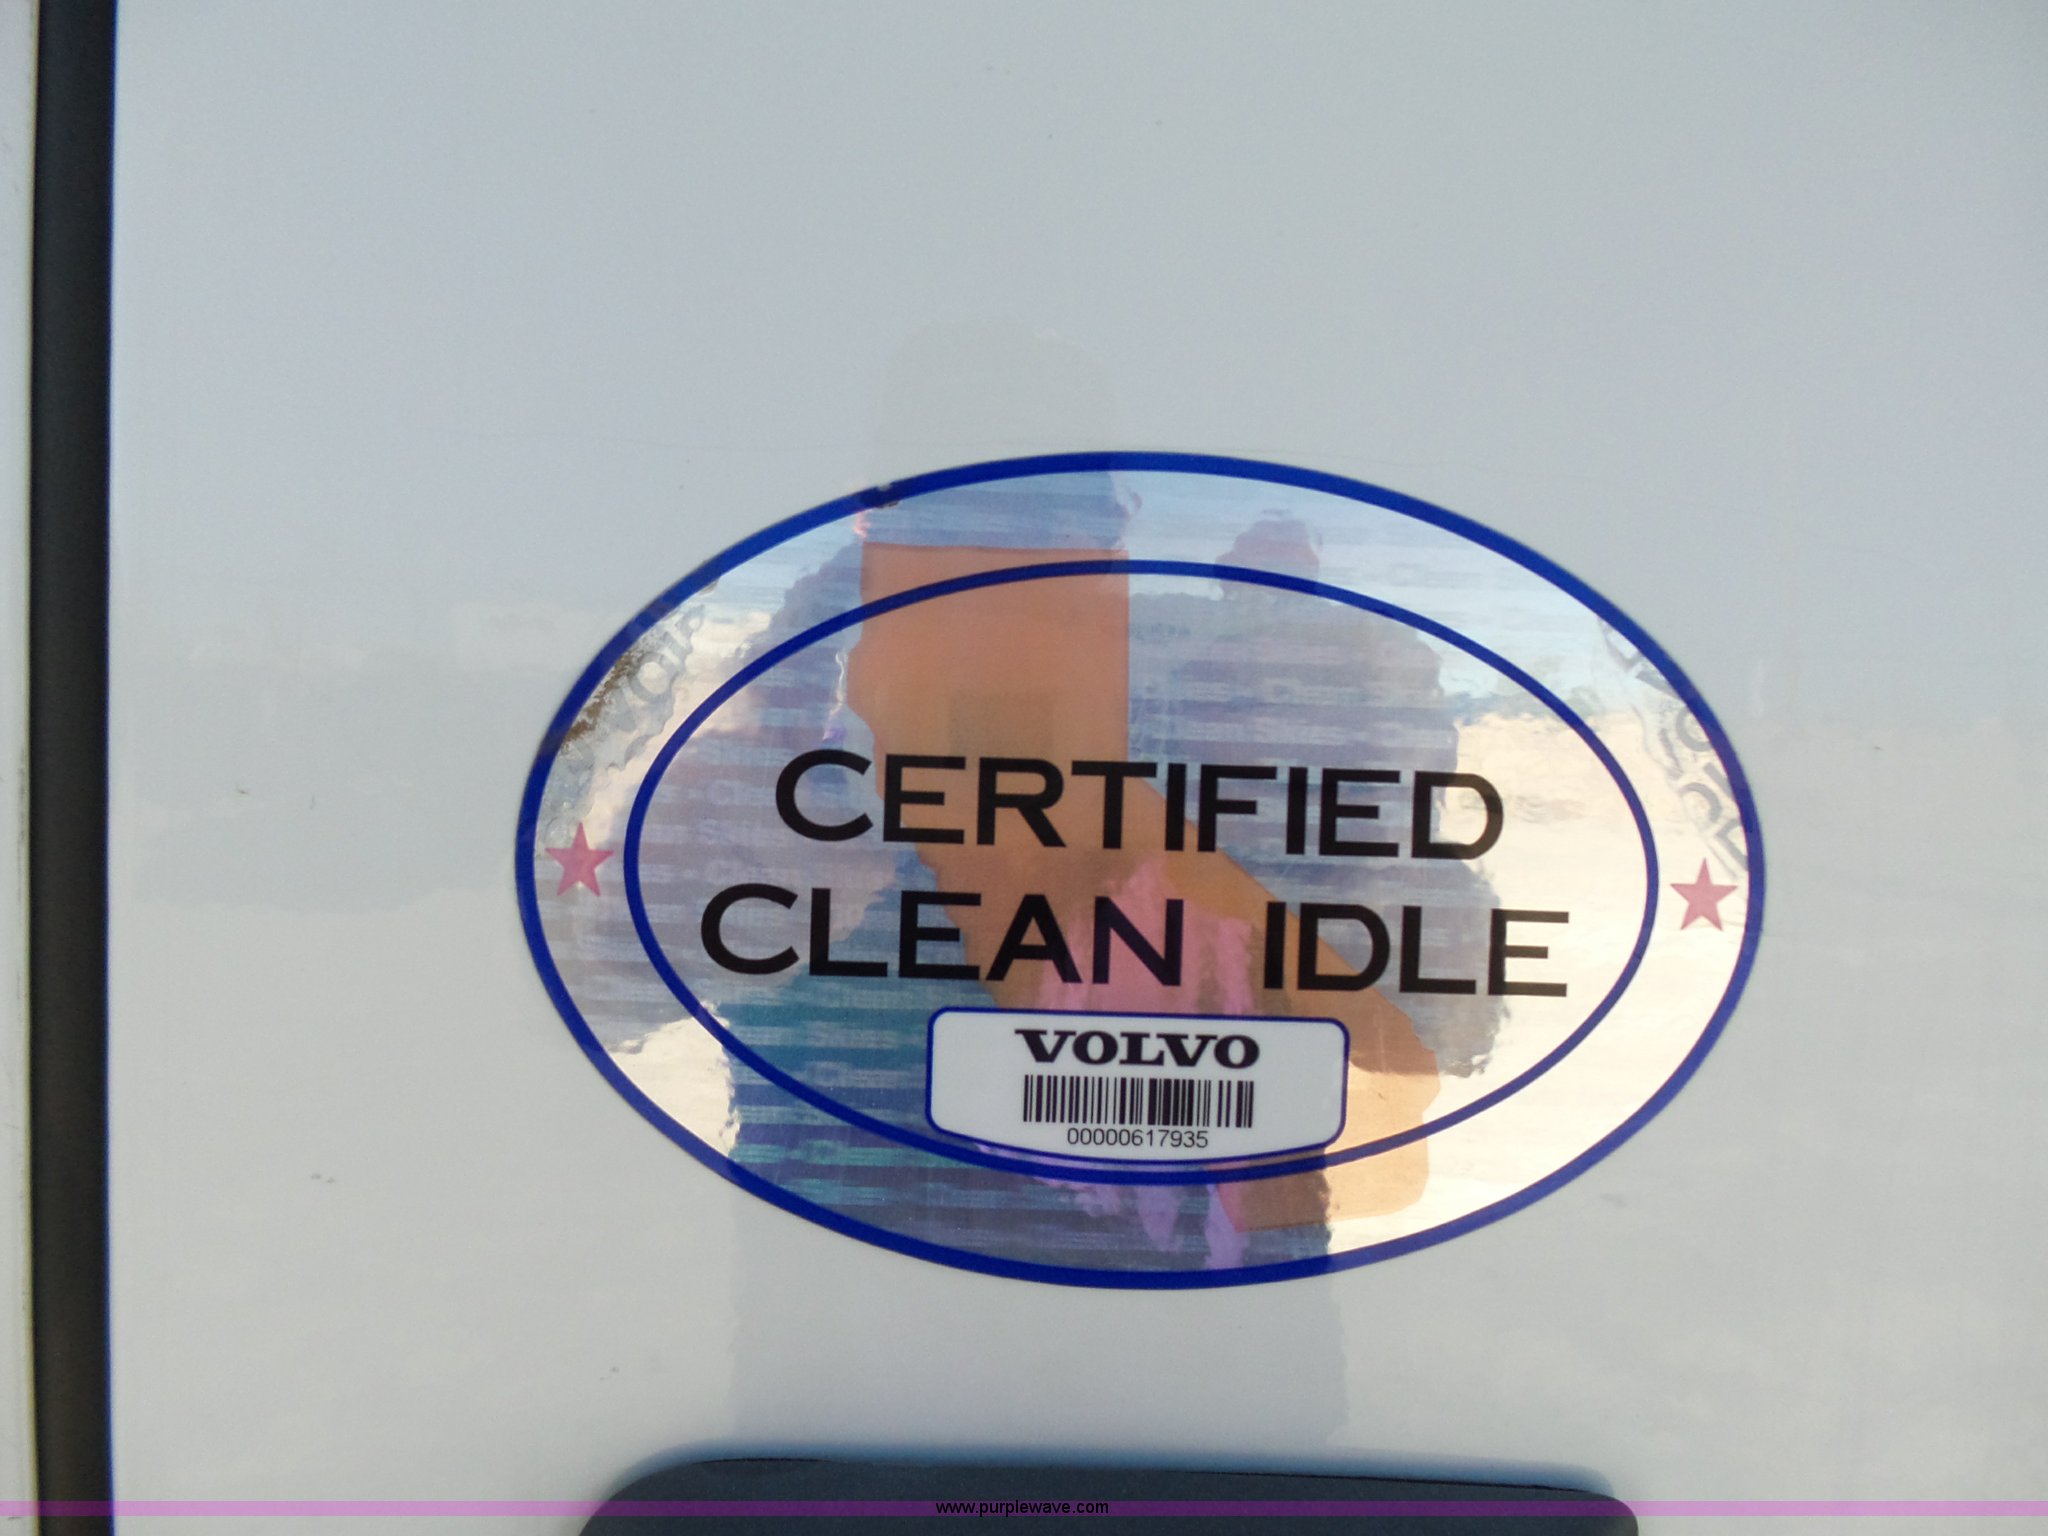 CERTIFIED
CLEAN IDLE
VOLVO
00000617935
www.purplewave.com